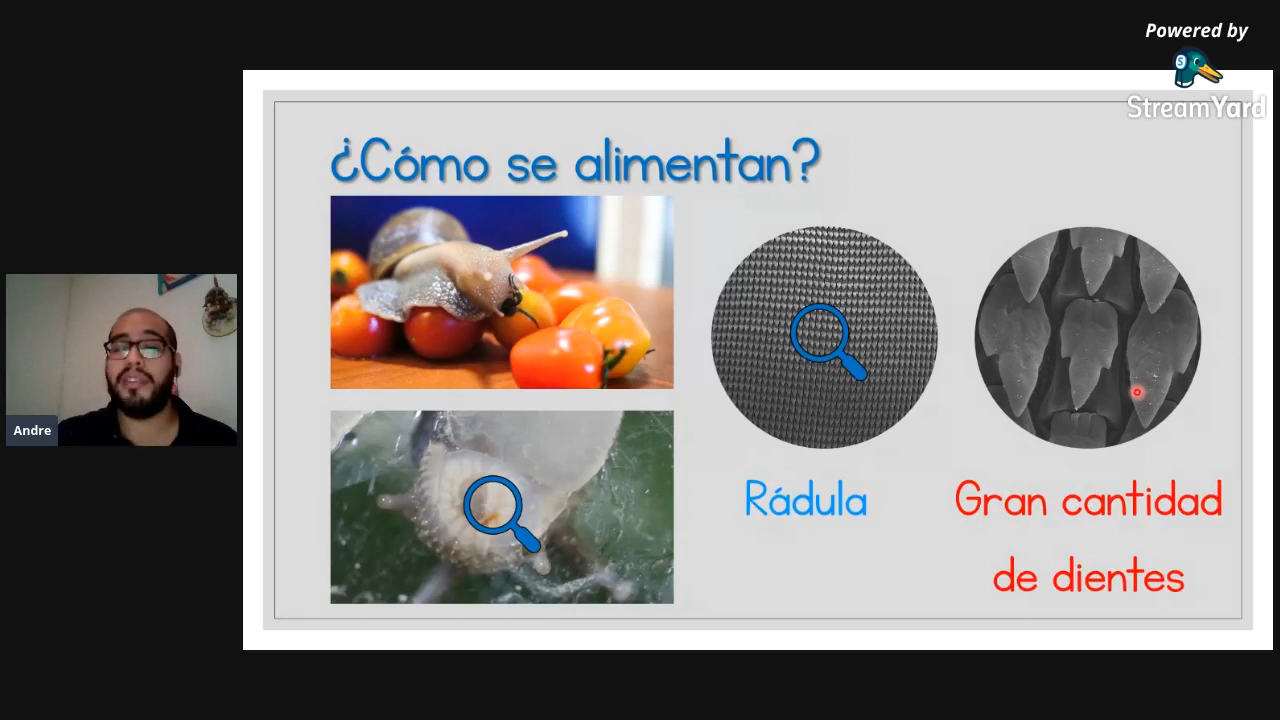 Powered by
StreamYard
¿Cómo se alimentan?
Rádula
Gran cantidad
de dientes
Andre